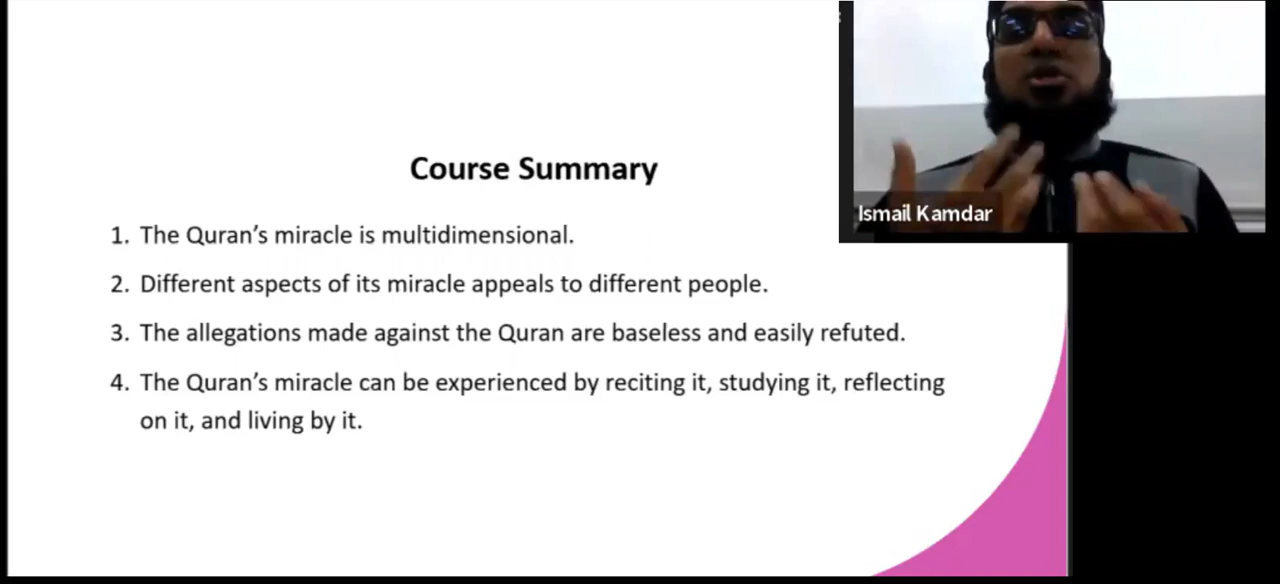 Course Summary
1. The Quran’s miracle is multidimensional.
2. Different aspects of its miracle appeals to different people.
3. The allegations made against the Quran are baseless and easily refuted.
4. The Quran’s miracle can be experienced by reciting it, studying it, reflecting
on it, and living by it.
Ismail Kamdar